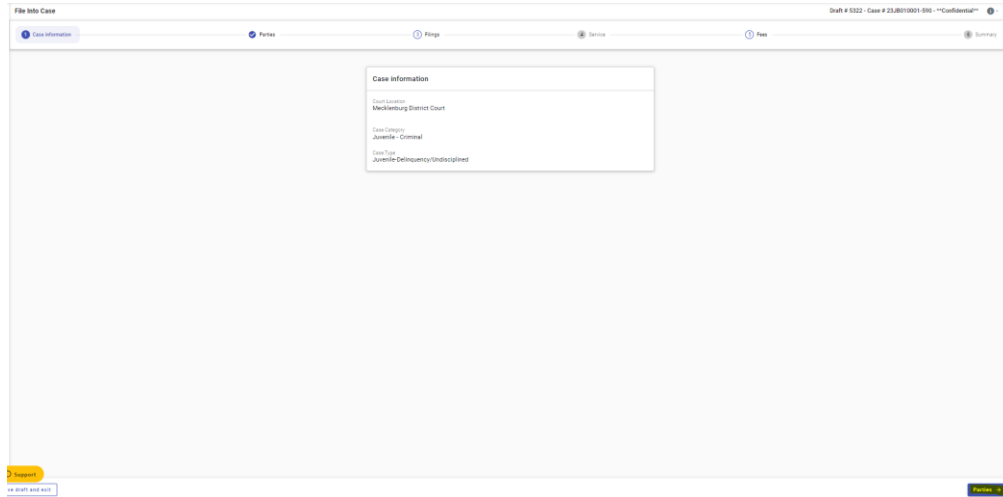 File Into Case
Draft # 5322 - Case # 23JB010001-590 - **Confidential**
1 Case Information
Parties
3 Filings
4 Service
5 Fees
6 Summary
Case information
Court Location
Mecklenburg District Court
Case Category
Juvenile - Criminal
Case Type
Juvenile-Delinquency/Undisciplined
Support
ve draft and exit
Parties